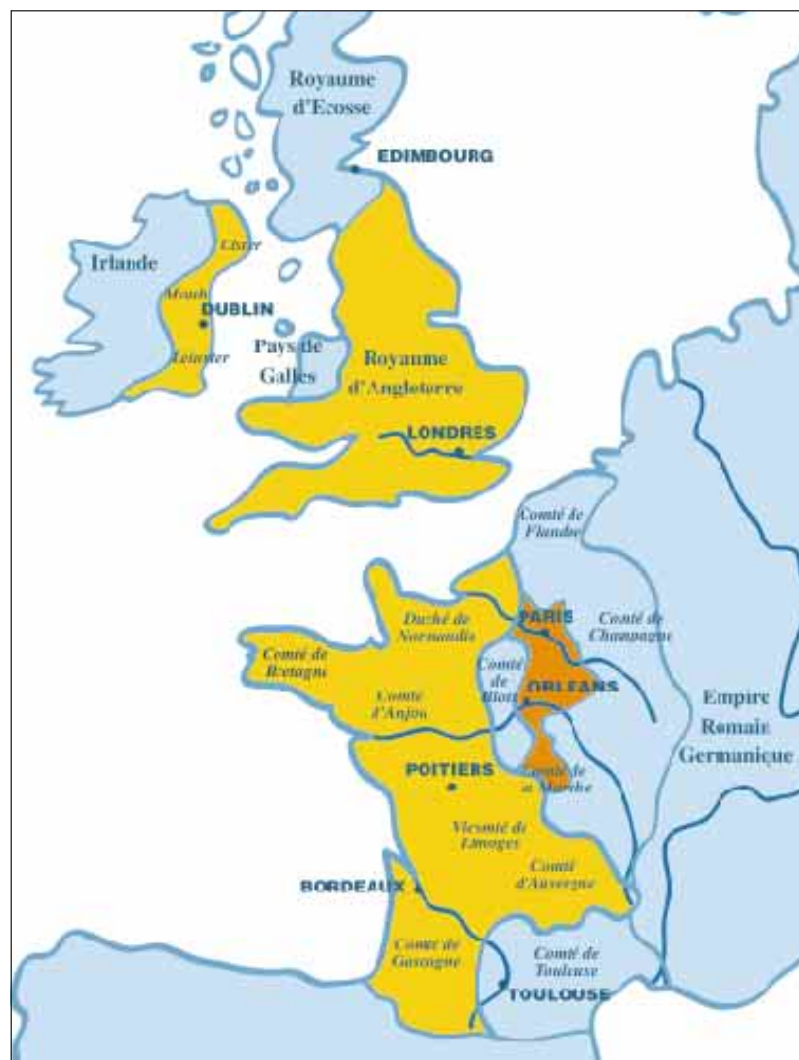 Royaume
d'Ecosse
EDIMBOURG
Irlande
Ulster
Meath
DUBLIN
Leinster
Pays de
Galles
Royaume
d'Angleterre
LONDRES
Comté de
Flandre
Duché de
Normandie
PARIS
Comté de
Champagne
Comté de
Bretagne
Comté
de
Blois
ORLEANS
Comté
d'Anjou
Empire
Romain
Germanique
POITIERS
Comté de
la Marche
Vicomté de
Limoges
Comté
d'Auvergne
BORDEAUX
Comté de
Gascogne
Comté de
Toulouse
TOULOUSE